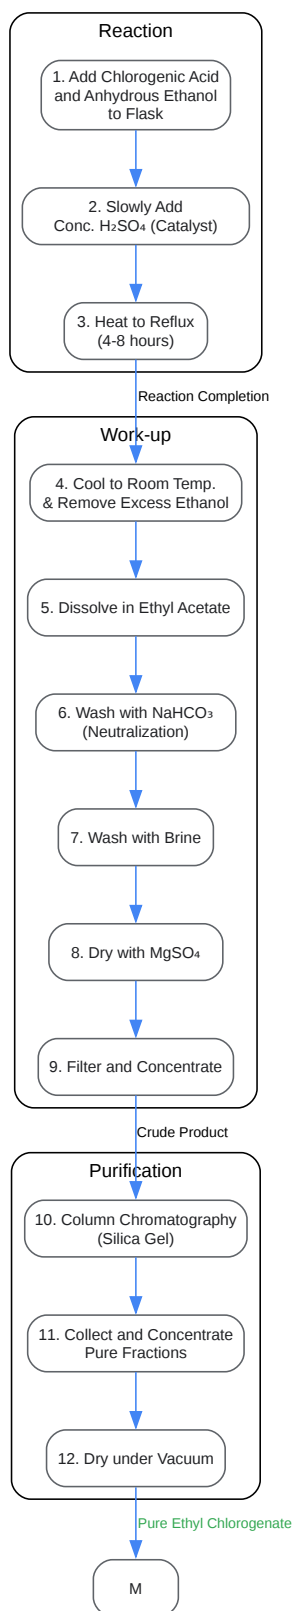 Reaction
1. Add Chlorogenic Acid
and Anhydrous Ethanol
to Flask
2. Slowly Add
Conc. H₂SO₄ (Catalyst)
3. Heat to Reflux
(4-8 hours)
Reaction Completion
Work-up
4. Cool to Room Temp.
& Remove Excess Ethanol
5. Dissolve in Ethyl Acetate
6. Wash with NaHCO₃
(Neutralization)
7. Wash with Brine
8. Dry with MgSO₄
9. Filter and Concentrate
Crude Product
Purification
10. Column Chromatography
(Silica Gel)
11. Collect and Concentrate
Pure Fractions
12. Dry under Vacuum
Pure Ethyl Chlorogenate
M